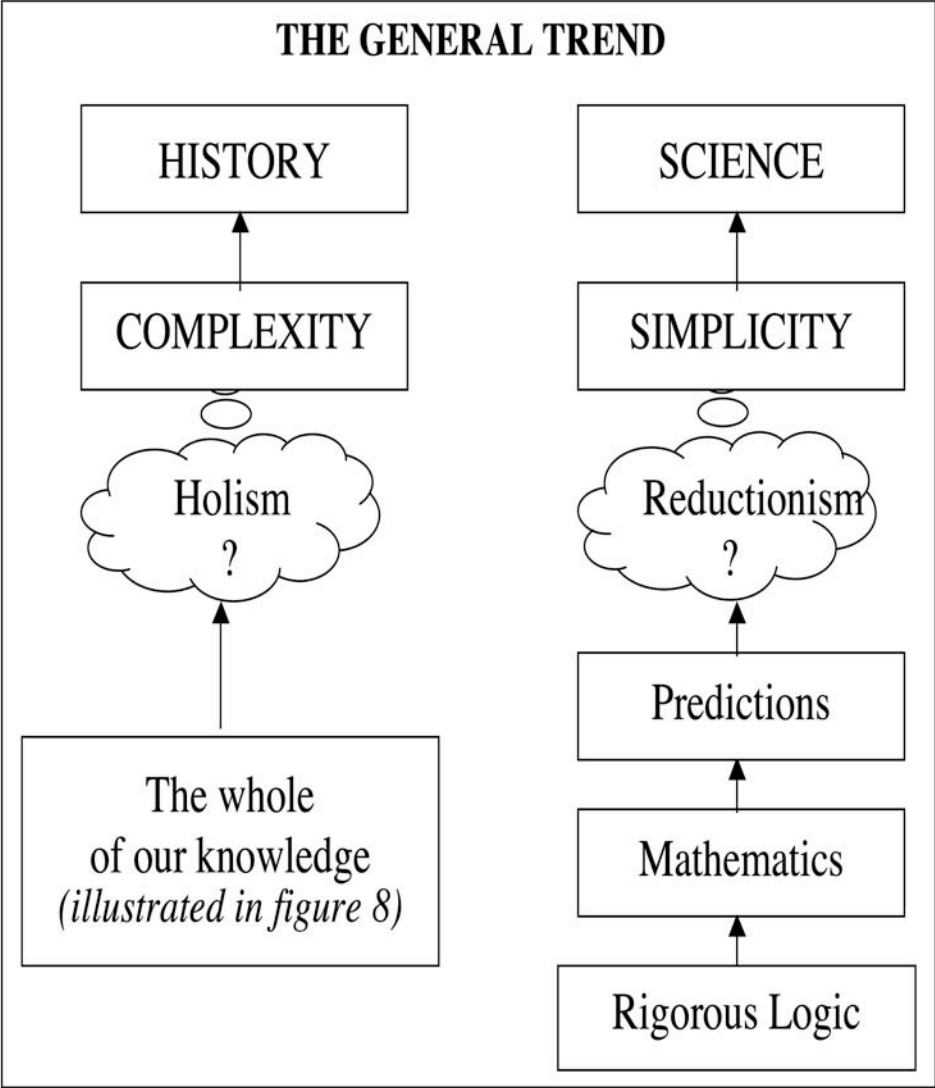 THE GENERAL TREND
HISTORY
COMPLEXITY
Holism
?
The whole
of our knowledge
(illustrated in figure 8)
SCIENCE
SIMPLICITY
Reductionism
?
Predictions
Mathematics
Rigorous Logic